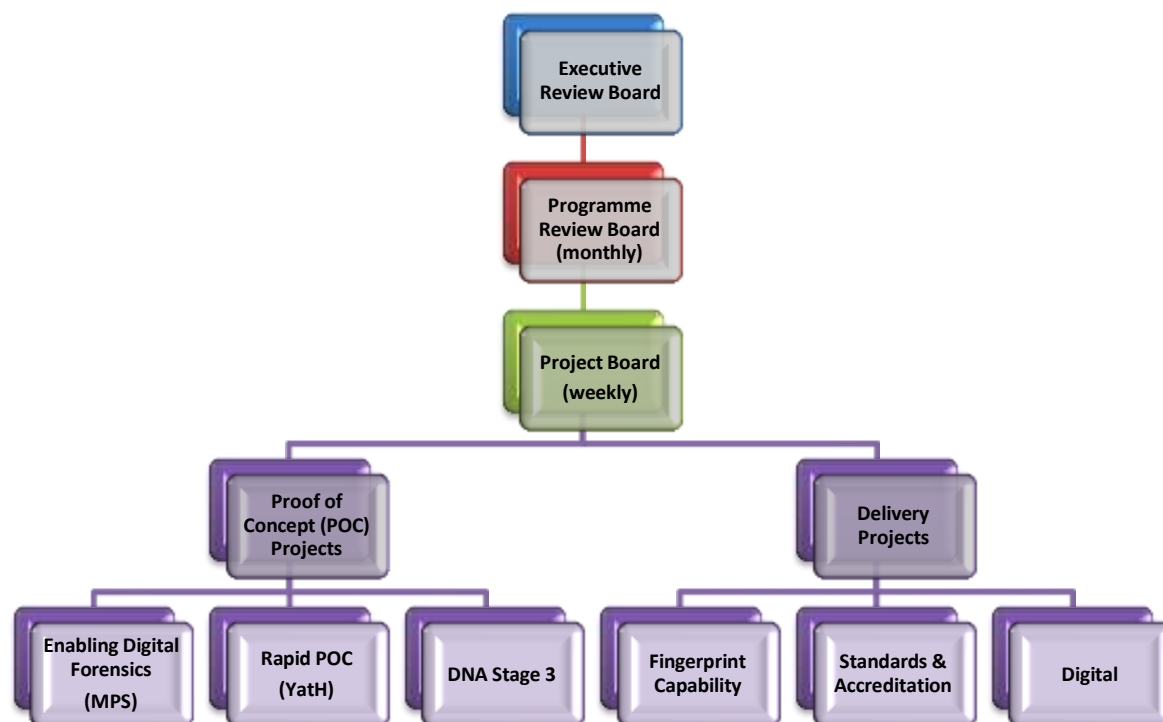 Executive
Review Board
Programme
Review Board
(monthly)
Project Board
(weekly)
Proof of
Concept (POC)
Projects
Delivery
Projects
Enabling Digital
Forensics
(MPS)
Rapid POC
(YatH)
DNA Stage 3
Fingerprint
Capability
Standards &
Accreditation
Digital